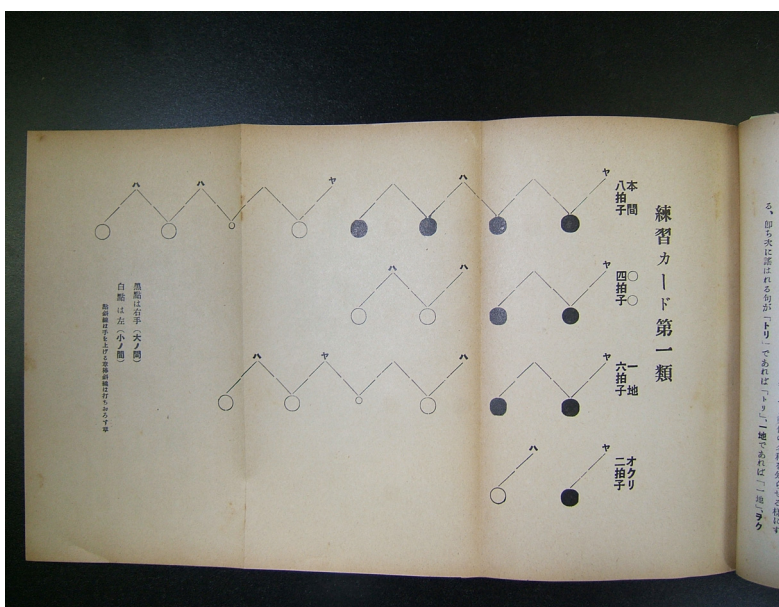 練習カード第一類
本間
八拍子
ヤ
ハ
ヤ
ハ
ハ
〇〇
四拍子
ヤ
ハ
ハ
一地
六拍子
ヤ
ハ
ヤ
ハ
オクリ
二拍子
ヤ
ハ
黒點は右手(大ノ間)
白點は左(小ノ間)
る、即ち次に謡はれる句が「トリ」であれば「トリ」、一地であれば「一地」、ヲク